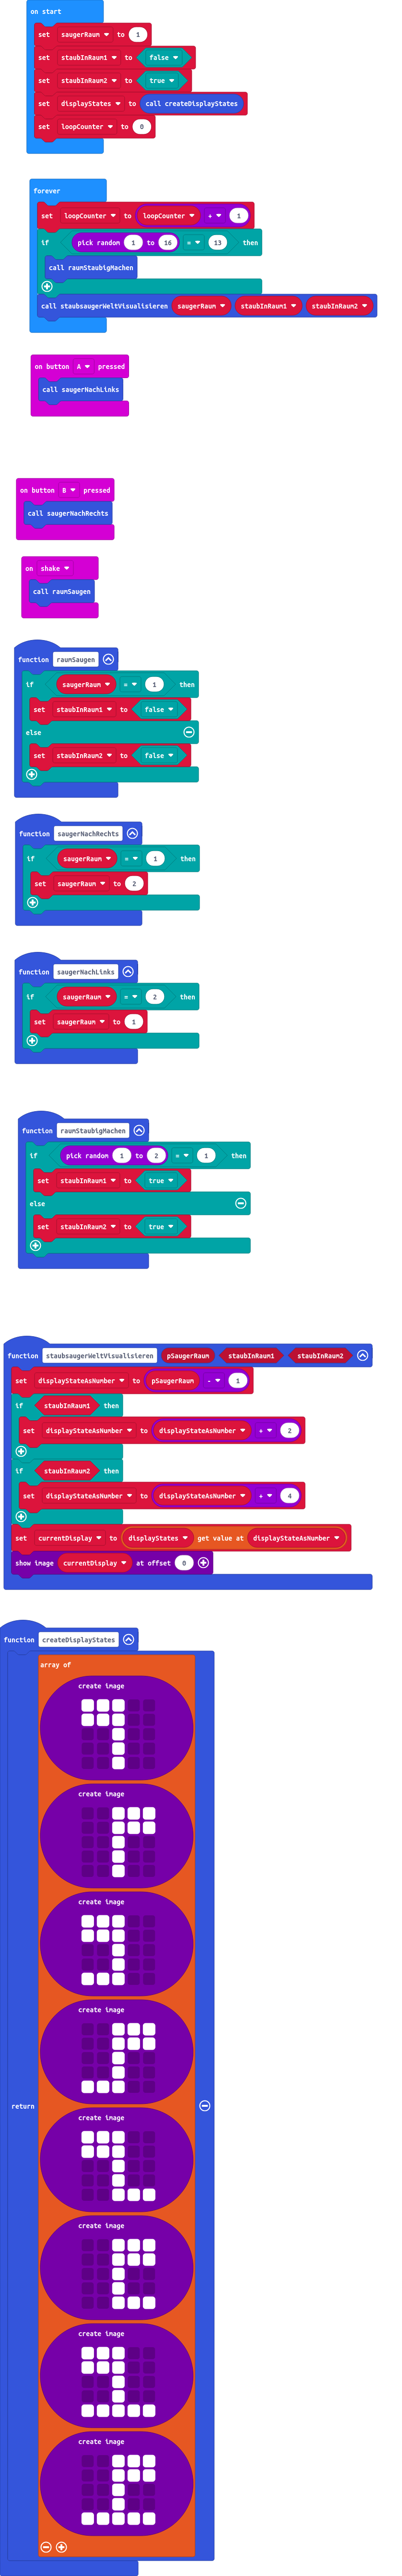 on start
set saugerRaum to 1
set staubInRaum1 to false
set staubInRaum2 to true
set displayStates to call createDisplayStates
set loopCounter to 0
forever
set loopCounter to loopCounter + 1
if pick random 1 to 16 = 13 then
call raumStaubigMachen
call staubsaugerWeltVisualisieren saugerRaum staubInRaum1 staubInRaum2
on button A pressed
call saugerNachLinks
on button B pressed
call saugerNachRechts
on shake
call raumSaugen
function raumSaugen
if saugerRaum = 1 then
set staubInRaum1 to false
else
set staubInRaum2 to false
function saugerNachRechts
if saugerRaum = 1 then
set saugerRaum to 2
function saugerNachLinks
if saugerRaum = 2 then
set saugerRaum to 1
function raumStaubigMachen
if pick random 1 to 2 = 1 then
set staubInRaum1 to true
else
set staubInRaum2 to true
function staubsaugerWeltVisualisieren pSaugerRaum staubInRaum1 staubInRaum2
set displayStateAsNumber to pSaugerRaum - 1
if staubInRaum1 then
set displayStateAsNumber to displayStateAsNumber + 2
if staubInRaum2 then
set displayStateAsNumber to displayStateAsNumber + 4
set currentDisplay to displayStates get value at displayStateAsNumber
show image currentDisplay at offset 0
function createDisplayStates
array of
create image
create image
create image
create image
return
create image
create image
create image
create image